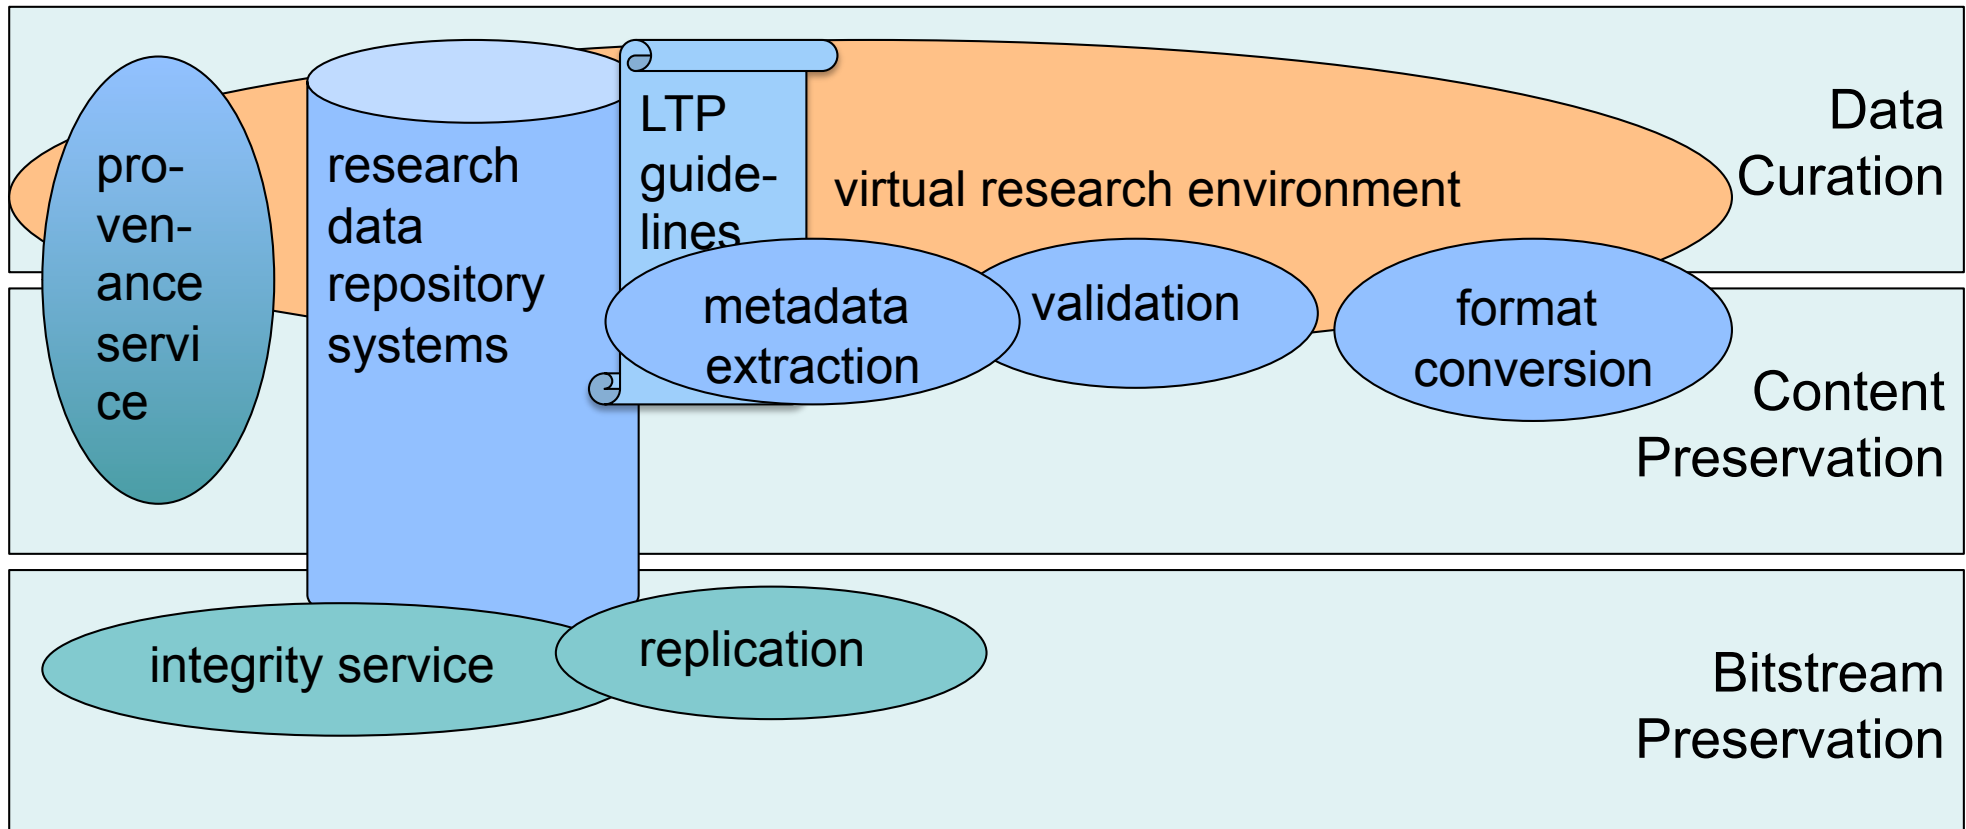 pro-
ven-
ance
servi
ce
research
data
repository
systems
LTP
guide-
lines
virtual research environment
Data
Curation
metadata
extraction
validation
format
conversion
Content
Preservation
integrity service
replication
Bitstream
Preservation